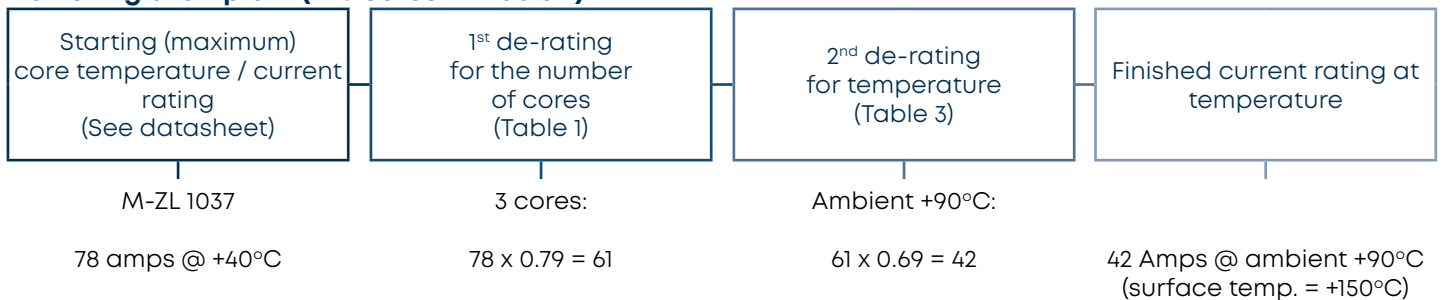 Starting (maximum)
core temperature / current
rating
(See datasheet)
1st de-rating
for the number
of cores
(Table 1)
2nd de-rating
for temperature
(Table 3)
Finished current rating at
temperature
M-ZL 1037
78 amps @ +40°C
3 cores:
78 x 0.79 = 61
Ambient +90°C:
61 x 0.69 = 42
42 Amps @ ambient +90°C
(surface temp. = +150°C)